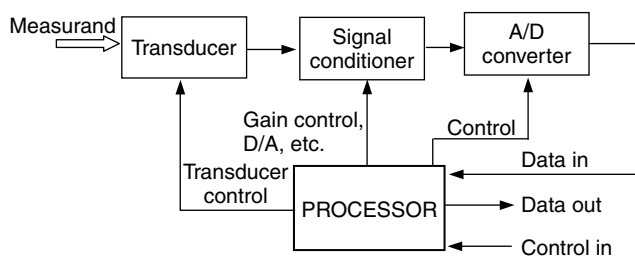 Measurand
Transducer
Signal
conditioner
A/D
converter
Gain control,
D/A, etc.
Control
Transducer
control
Data in
PROCESSOR
Data out
Control in